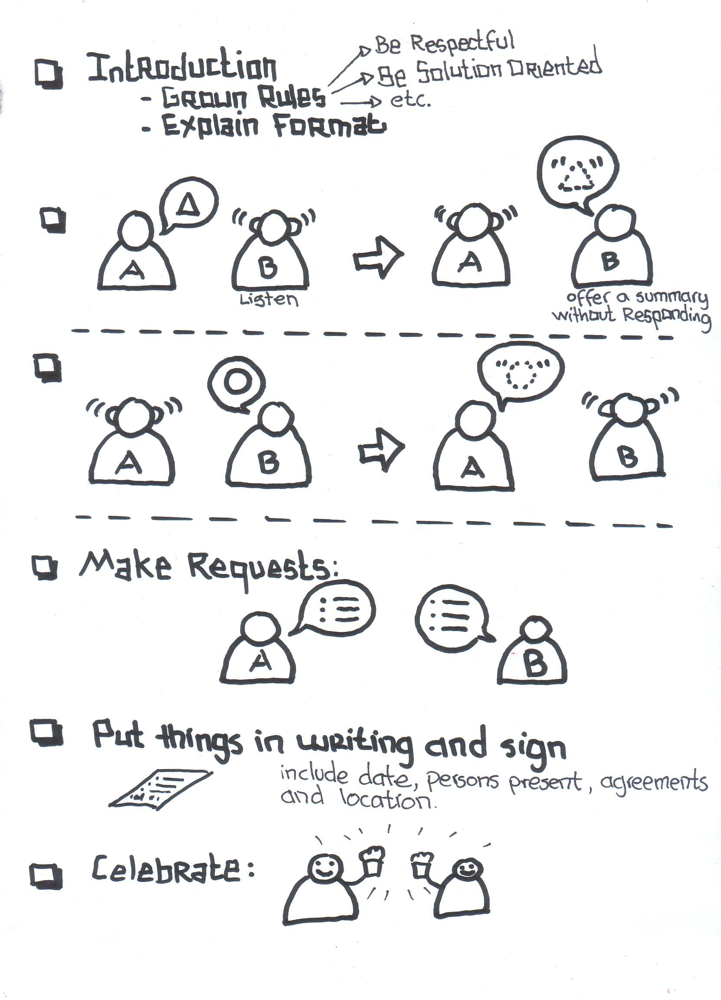 Introduction
- Groun Rules
Be Respectful
Be Solution Oriented
etc.
- Explain Format
A
B
A
B
Listen
offer a summary
without Responding
A
B
A
B
Make Requests:
A
B
Put things in writing and sign
include date, persons present, agreements
and location.
Celebrate: